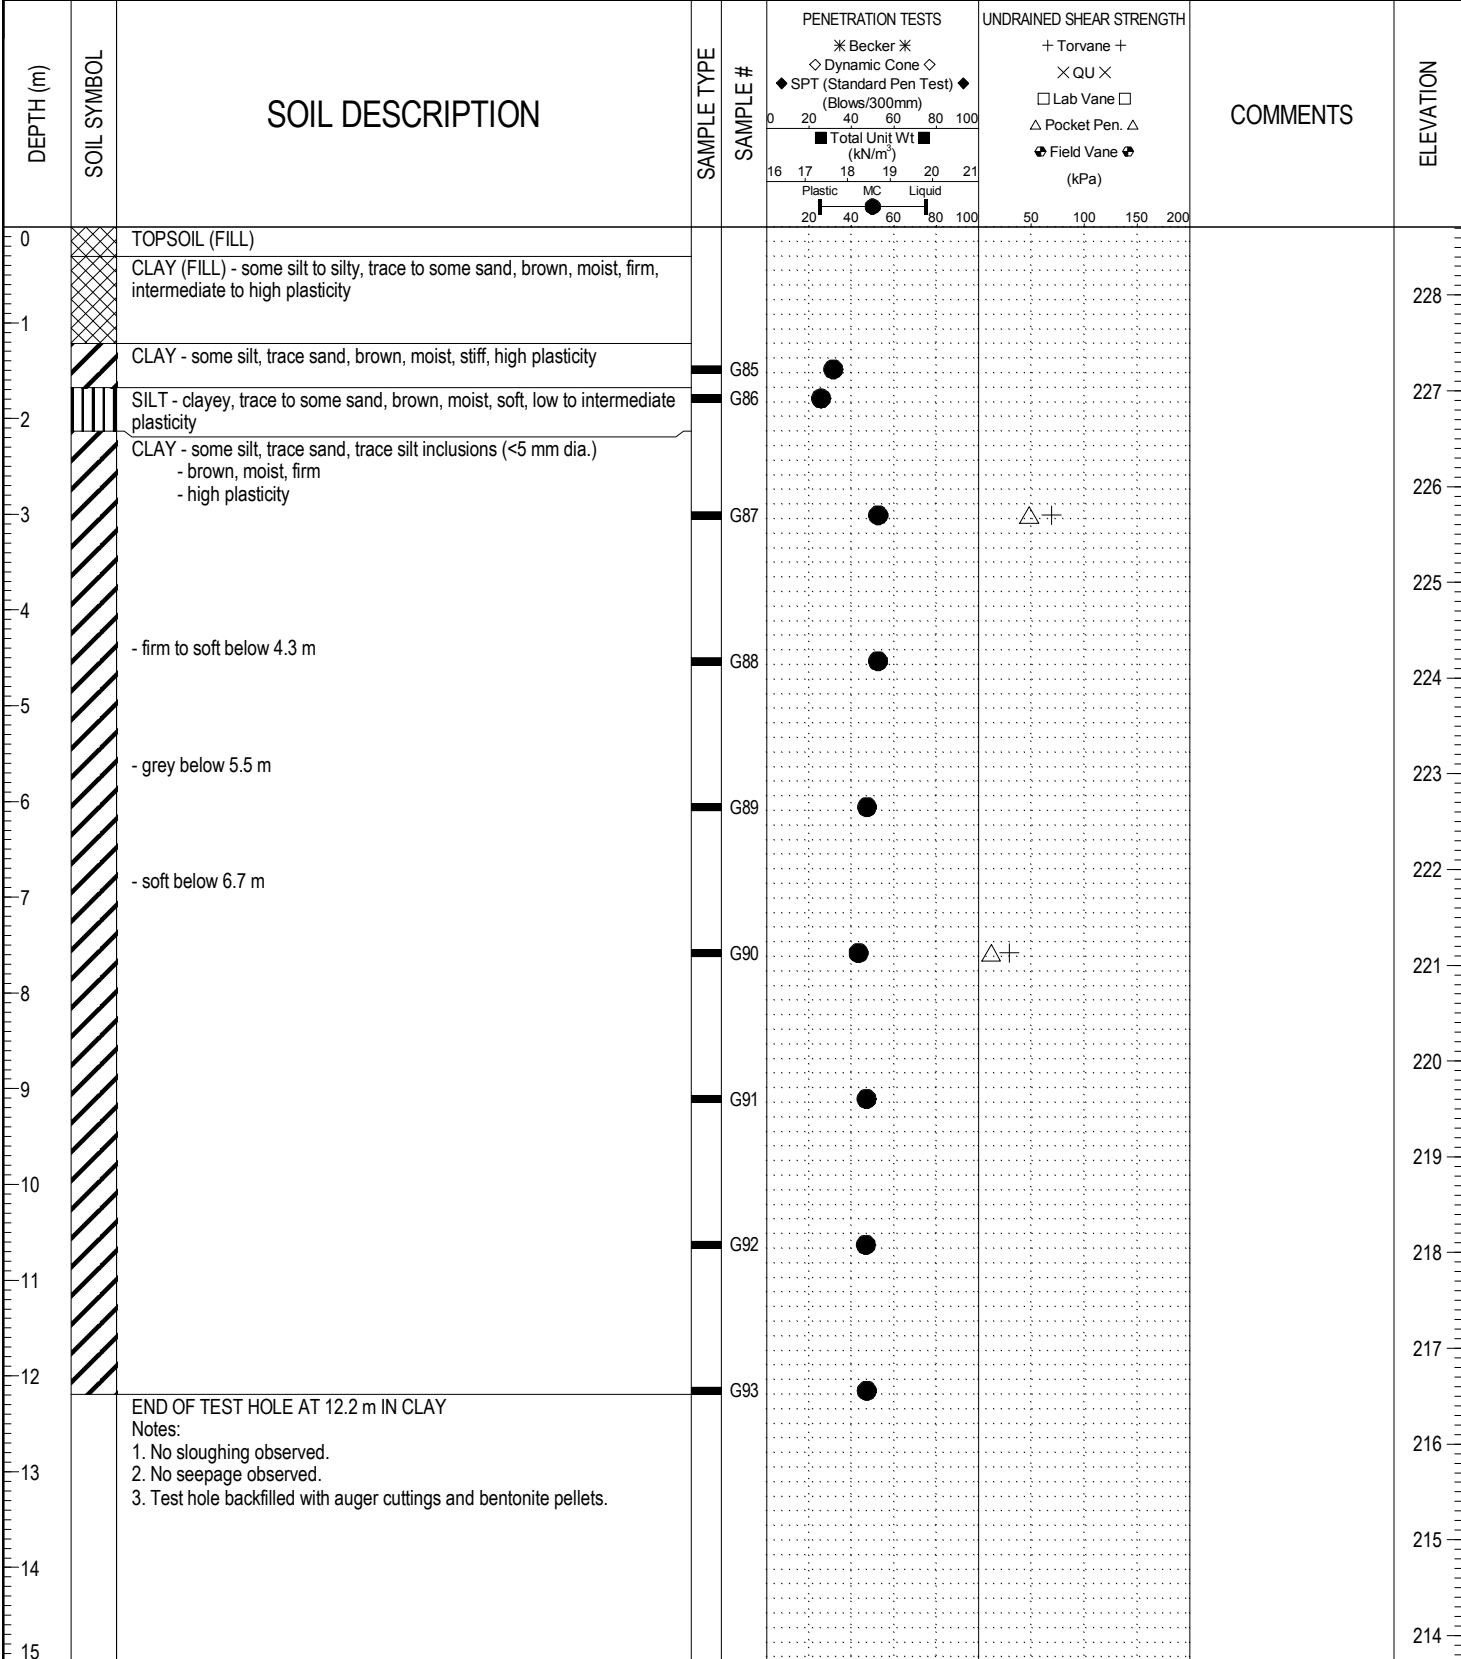 DEPTH (m)
SOIL SYMBOL
SOIL DESCRIPTION
SAMPLE TYPE
SAMPLE #
PENETRATION TESTS
✳ Becker ✳
◇ Dynamic Cone ◇
◆ SPT (Standard Pen Test) ◆
(Blows/300mm)
0 20 40 60 80 100
■ Total Unit Wt ■
(kN/m³)
16 17 18 19 20 21
Plastic MC Liquid
20 40 60 80 100
UNDRAINED SHEAR STRENGTH
+ Torvane +
× QU ×
□ Lab Vane □
△ Pocket Pen. △
Field Vane
(kPa)
50 100 150 200
COMMENTS
ELEVATION
0
TOPSOIL (FILL)
CLAY (FILL) - some silt to silty, trace to some sand, brown, moist, firm,
intermediate to high plasticity
228
1
CLAY - some silt, trace sand, brown, moist, stiff, high plasticity
G85
227
SILT - clayey, trace to some sand, brown, moist, soft, low to intermediate
G86
plasticity
2
CLAY - some silt, trace sand, trace silt inclusions (<5 mm dia.)
- brown, moist, firm
- high plasticity
226
3
G87
225
4
- firm to soft below 4.3 m
G88
224
5
- grey below 5.5 m
223
6
G89
222
- soft below 6.7 m
7
G90
221
8
220
9
G91
219
10
G92
218
11
217
12
G93
END OF TEST HOLE AT 12.2 m IN CLAY
Notes:
216
1. No sloughing observed.
13
2. No seepage observed.
3. Test hole backfilled with auger cuttings and bentonite pellets.
215
14
214
15